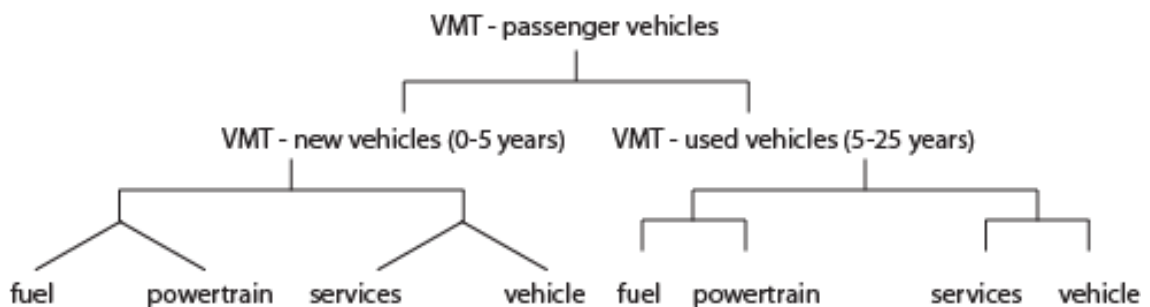 VMT - passenger vehicles
VMT - new vehicles (0-5 years) VMT - used vehicles (5-25 years)
fuel powertrain services vehicle fuel powertrain services vehicle